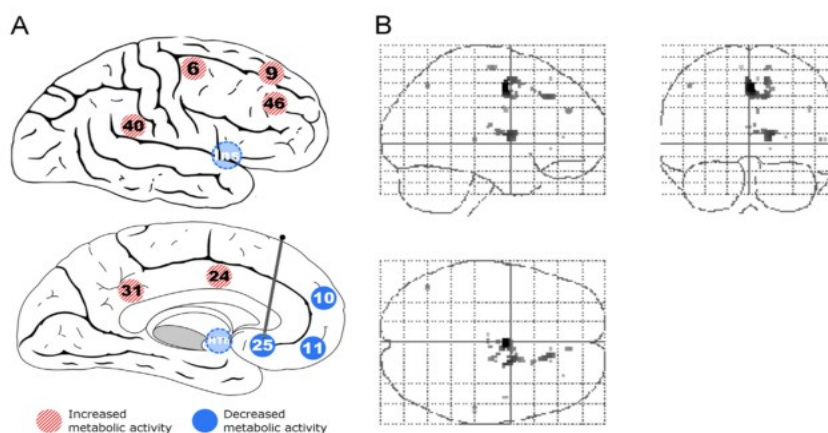 A
B
6
9
46
40
INS
24
31
10
HTh
25
11
Increased
metabolic activity
Decreased
metabolic activity